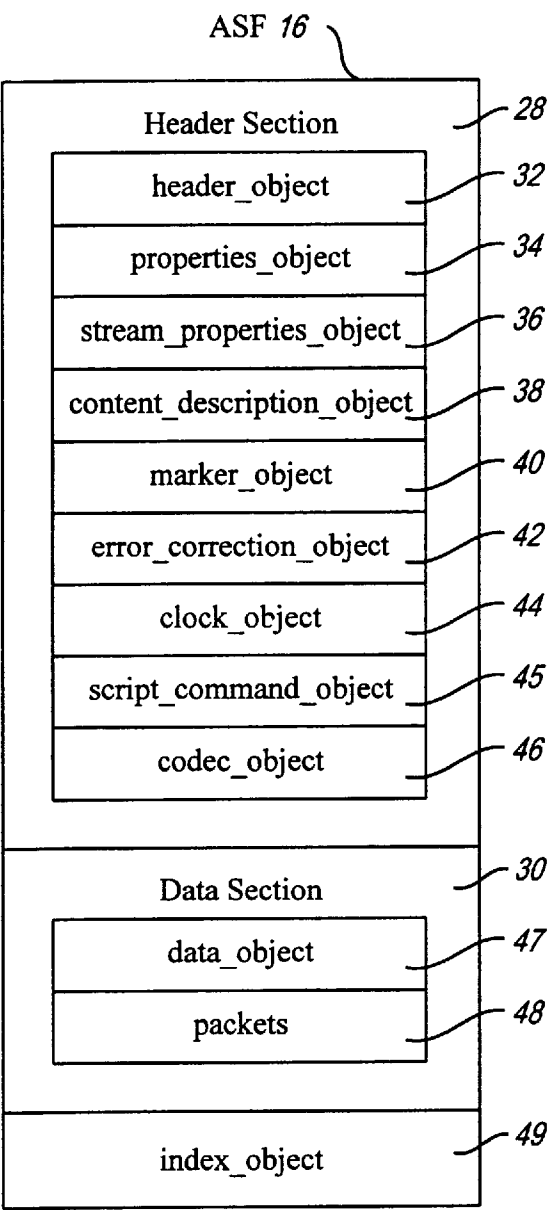 ASF 16
Header Section 28
header_object 32
properties_object 34
stream_properties_object 36
content_description_object 38
marker_object 40
error_correction_object 42
clock_object 44
script_command_object 45
codec_object 46
Data Section 30
data_object 47
packets 48
index_object 49